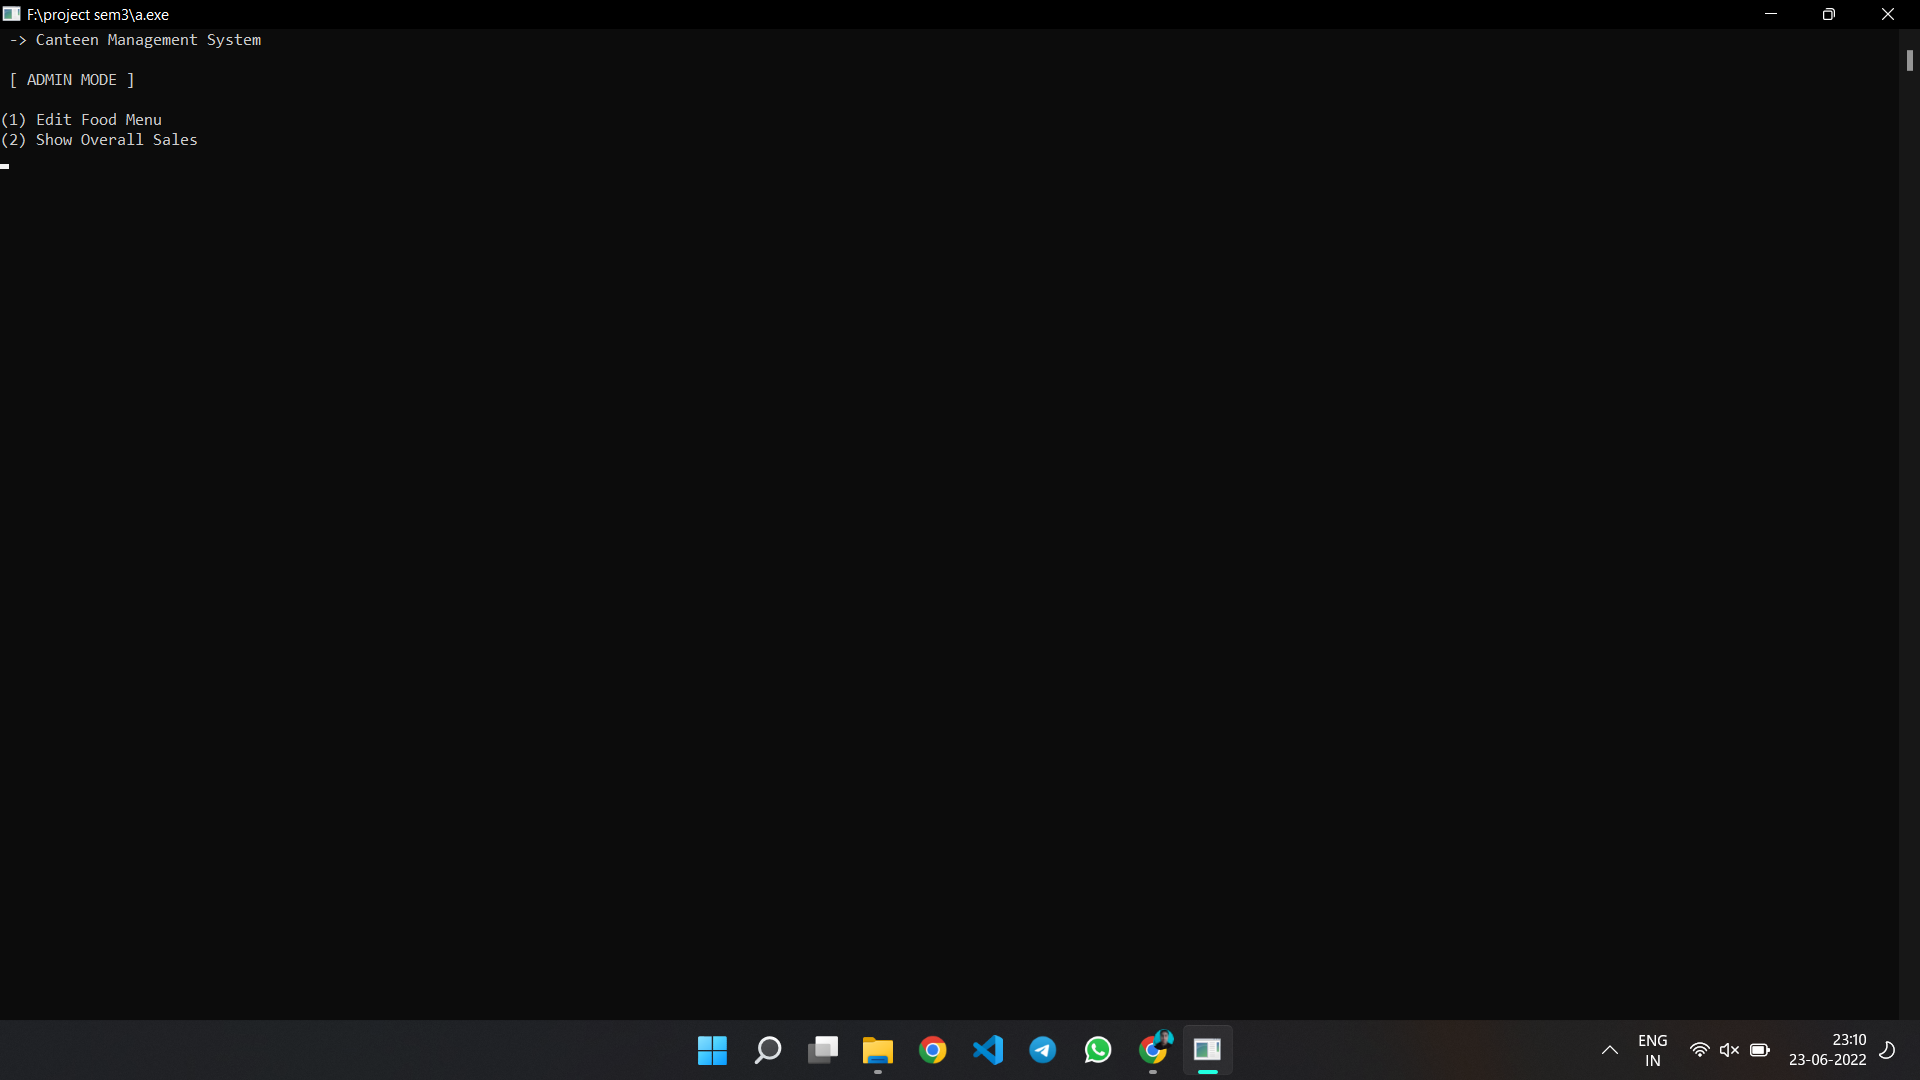 F:\project sem3\a.exe
-> Canteen Management System
[ ADMIN MODE ]
(1) Edit Food Menu
(2) Show Overall Sales
ENG
IN
23:10
23-06-2022